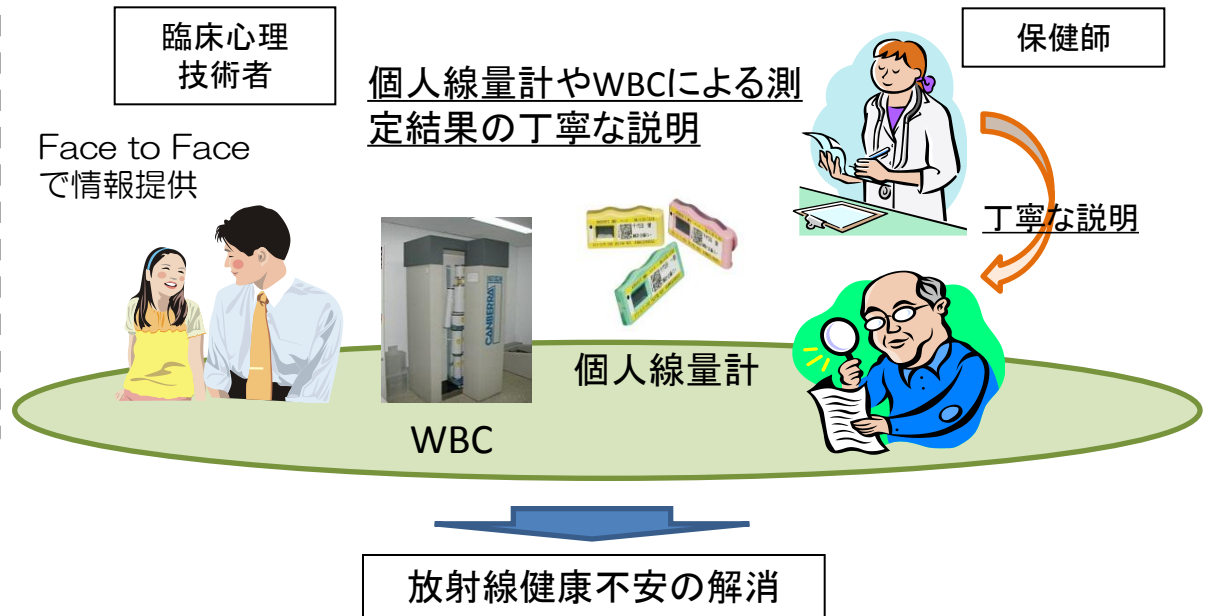 臨床心理
技術者
保健師
個人線量計やWBCによる測
定結果の丁寧な説明
Face to Face
で情報提供
丁寧な説明
CANBERRA
個人線量計
WBC
放射線健康不安の解消